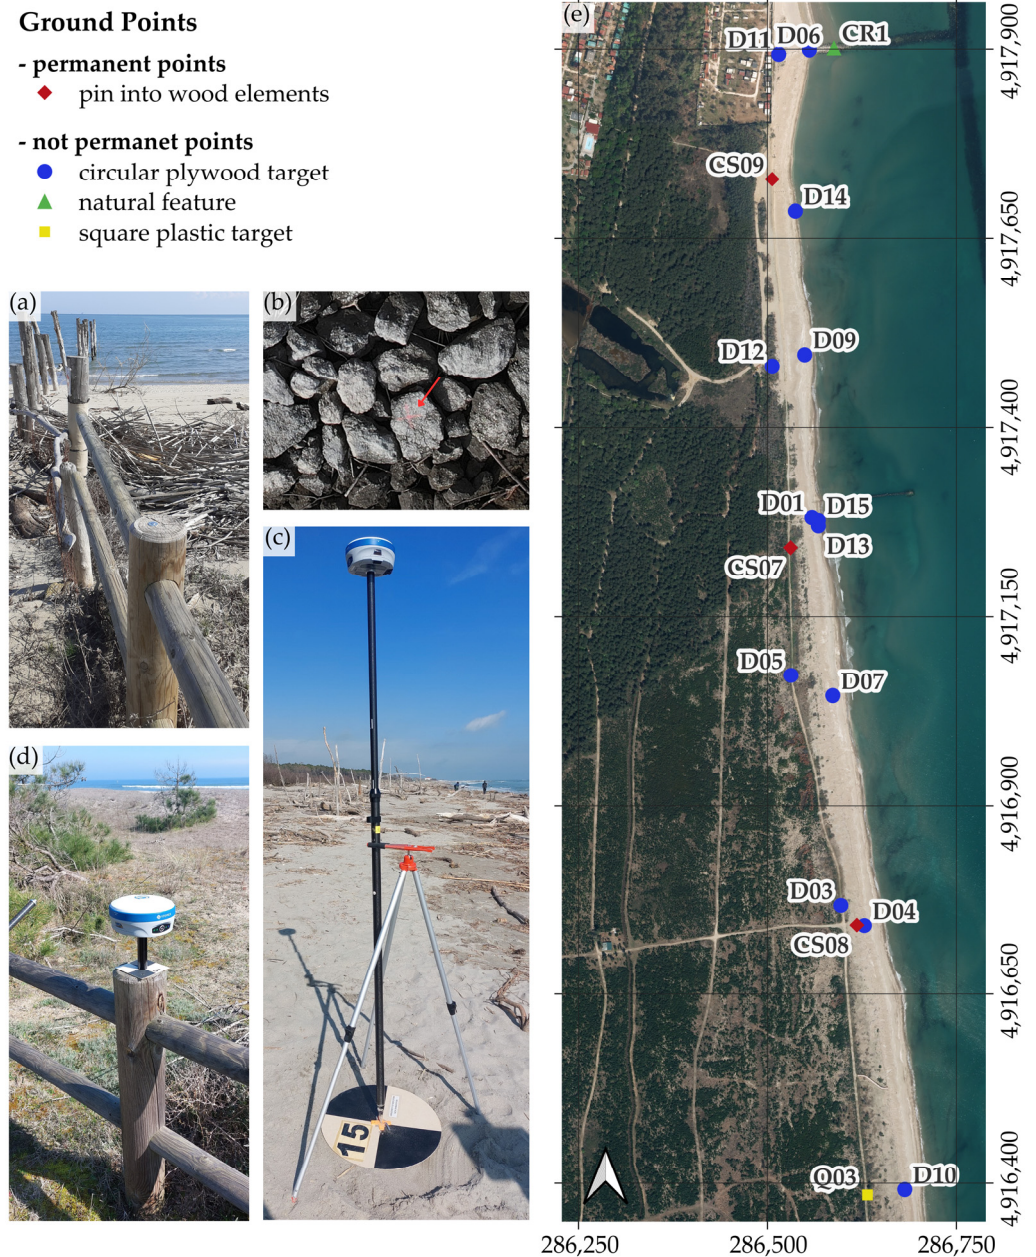 Ground Points
- permanent points
pin into wood elements
- not permanet points
circular plywood target
natural feature
square plastic target
(a)
(b)
(c)
15
(d)
(e)
D11
D06
CR1
CS09
D14
D09
D12
D01
D15
D13
CS07
D05
D07
D03
D04
CS08
Q03
D10
4,917,900
4,917,650
4,917,400
4,917,150
4,916,900
4,916,650
4,916,400
286,250
286,500
286,750